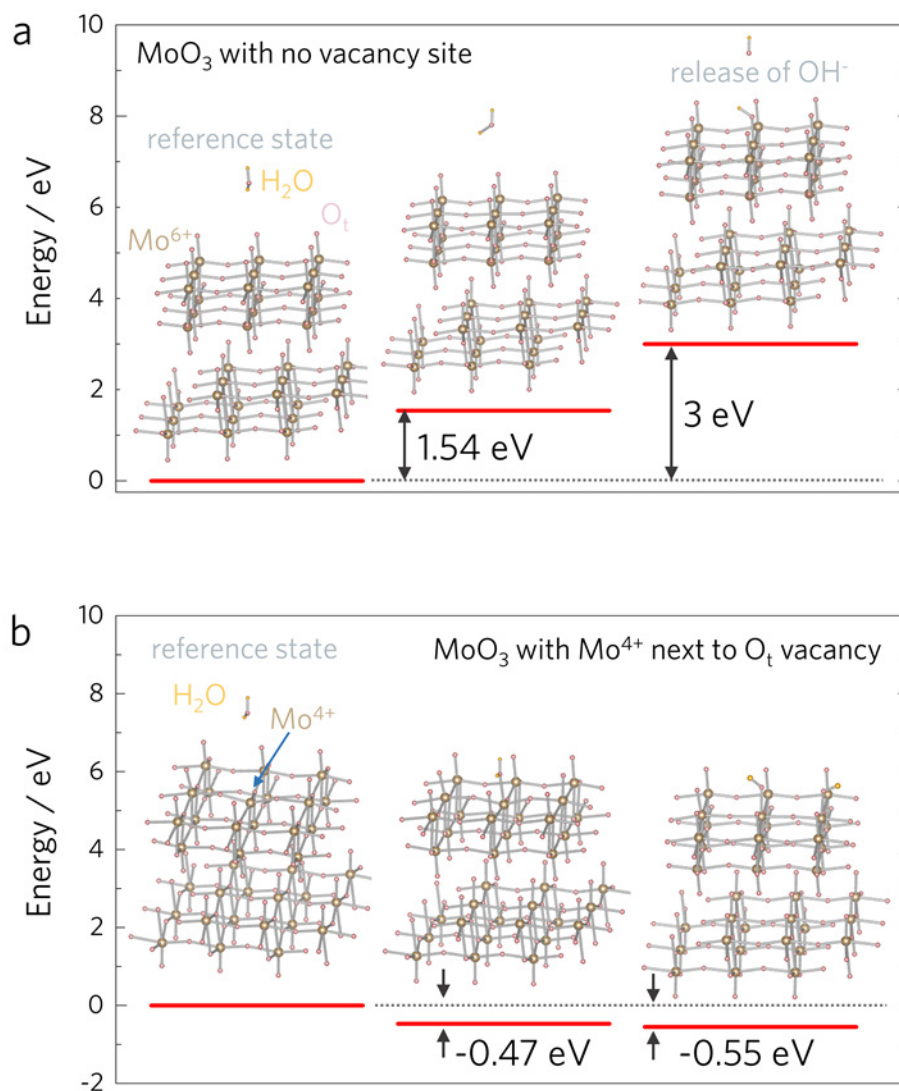 a
MoO₃ with no vacancy site
reference state
H₂O
Oₜ
Mo⁶⁺
release of OH⁻
1.54 eV
3 eV
Energy / eV
10
8
6
4
2
0
b
reference state
MoO₃ with Mo⁴⁺ next to Oₜ vacancy
H₂O
Mo⁴⁺
-0.47 eV
-0.55 eV
Energy / eV
10
8
6
4
2
0
-2